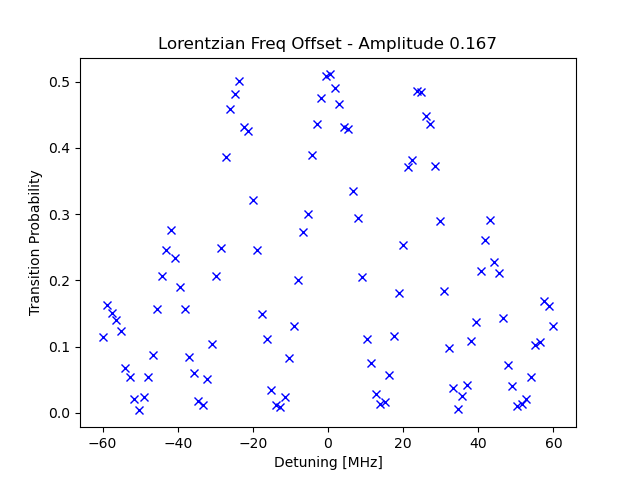 Lorentzian Freq Offset - Amplitude 0.167
Transition Probability
0.5
0.4
0.3
0.2
0.1
0.0
−60 −40 −20 0 20 40 60
Detuning [MHz]